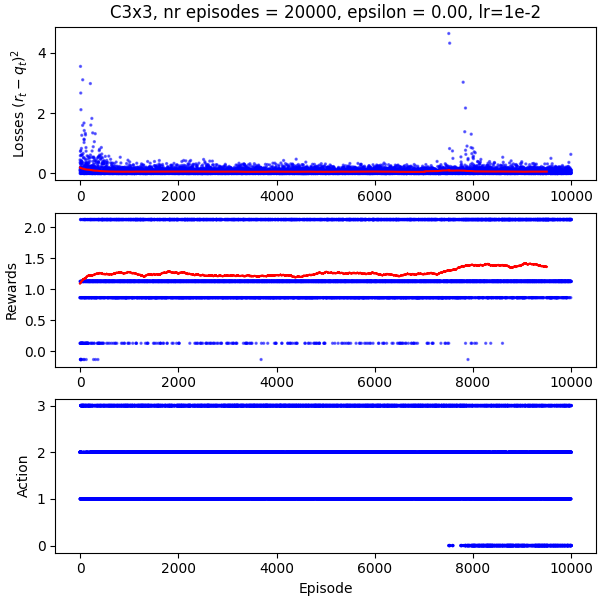 C3x3, nr episodes = 20000, epsilon = 0.00, lr=1e-2
Losses (r_t − q_t)²
4
2
0
0 2000 4000 6000 8000 10000
Rewards
2.0
1.5
1.0
0.5
0.0
0 2000 4000 6000 8000 10000
Action
3
2
1
0
0 2000 4000 6000 8000 10000
Episode